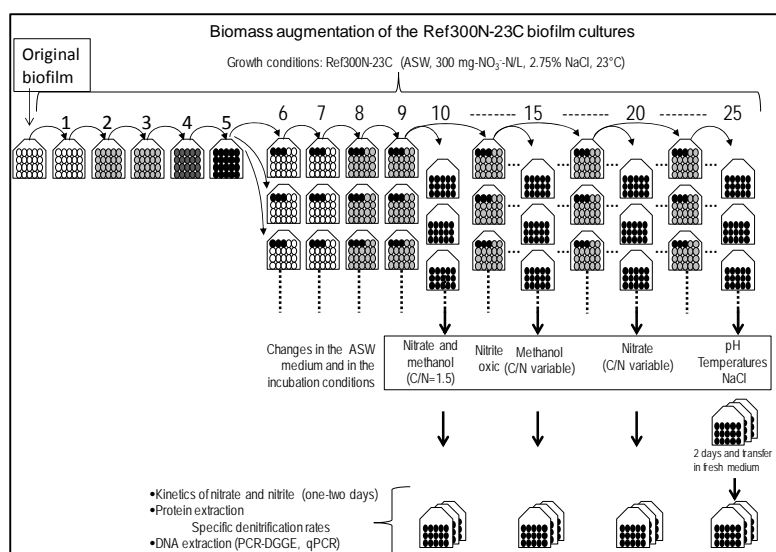 Biomass augmentation of the Ref300N-23C biofilm cultures
Original
biofilm
Growth conditions: Ref300N-23C (ASW, 300 mg-NO₃⁻-N/L, 2.75% NaCl, 23°C)
1 2 3 4 5 6 7 8 9 10 15 20 25
Changes in the ASW
medium and in the
incubation conditions
Nitrate and
methanol
(C/N=1.5)
Nitrite
oxic
Methanol
(C/N variable)
Nitrate
(C/N variable)
pH
Temperatures
NaCl
2 days and transfer
in fresh medium
•Kinetics of nitrate and nitrite (one-two days)
•Protein extraction
Specific denitrification rates
•DNA extraction (PCR-DGGE, qPCR)